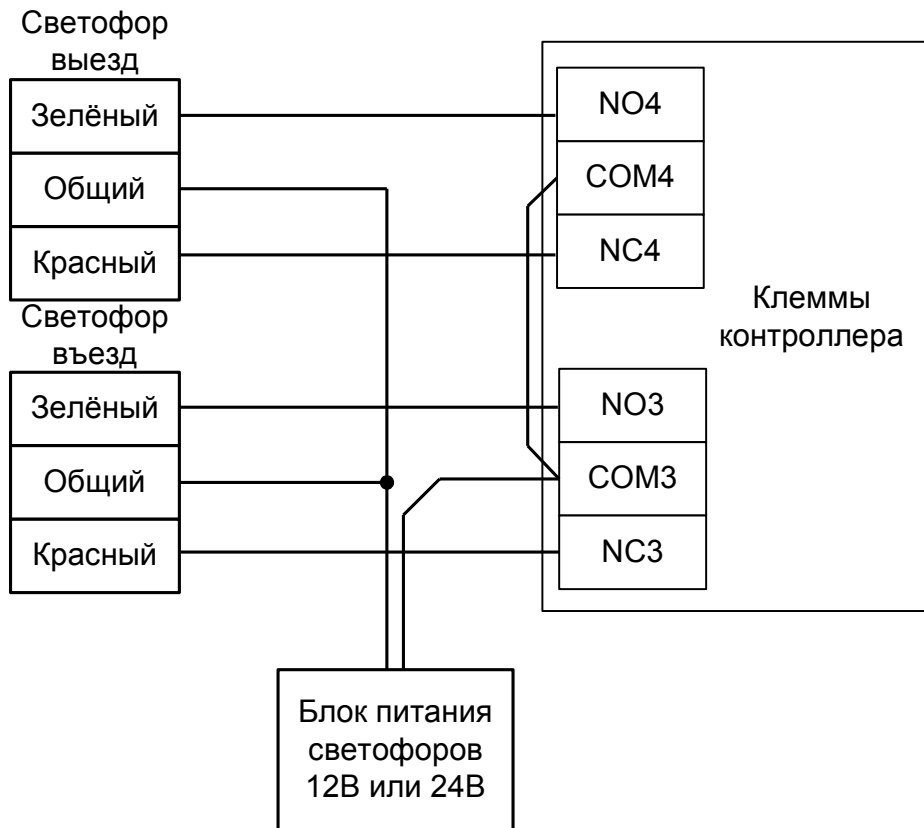 Светофор
выезд
Зелёный
Общий
Красный
Светофор
въезд
Зелёный
Общий
Красный
NO4
COM4
NC4
Клеммы
контроллера
NO3
COM3
NC3
Блок питания
светофоров
12В или 24В